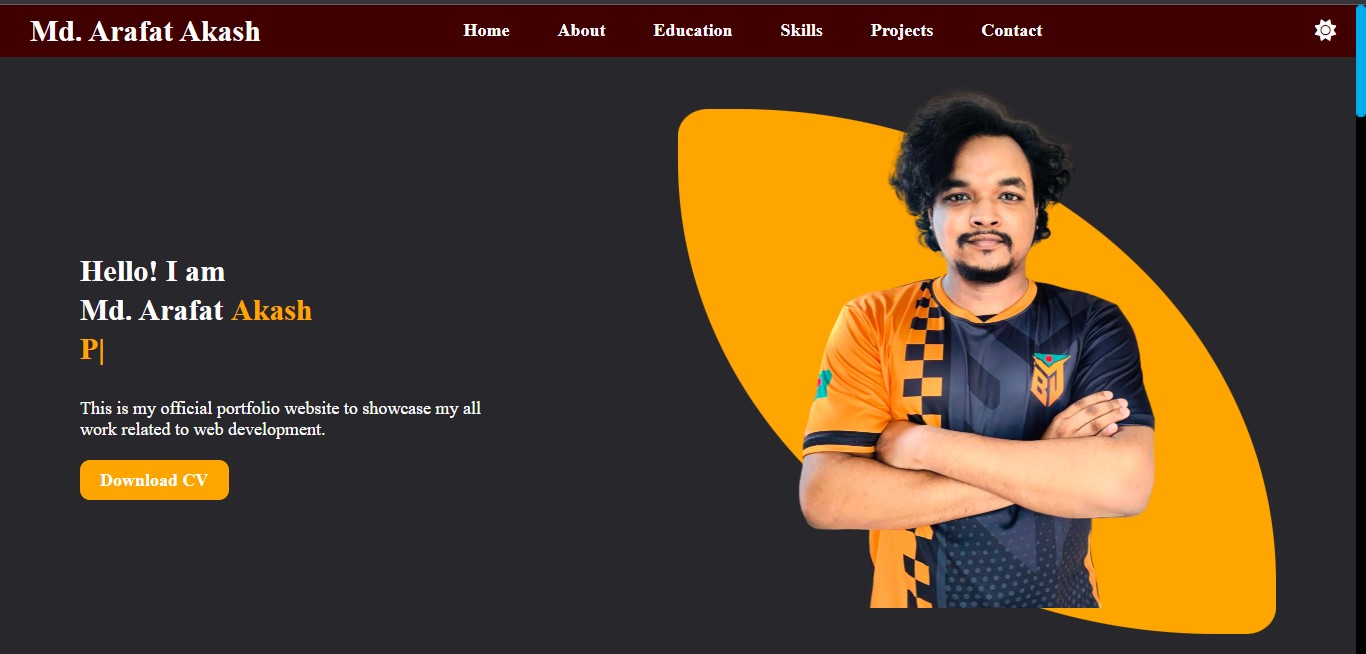 Md. Arafat Akash
Home About Education Skills Projects Contact
Hello! I am
Md. Arafat Akash
P|
This is my official portfolio website to showcase my all
work related to web development.
Download CV